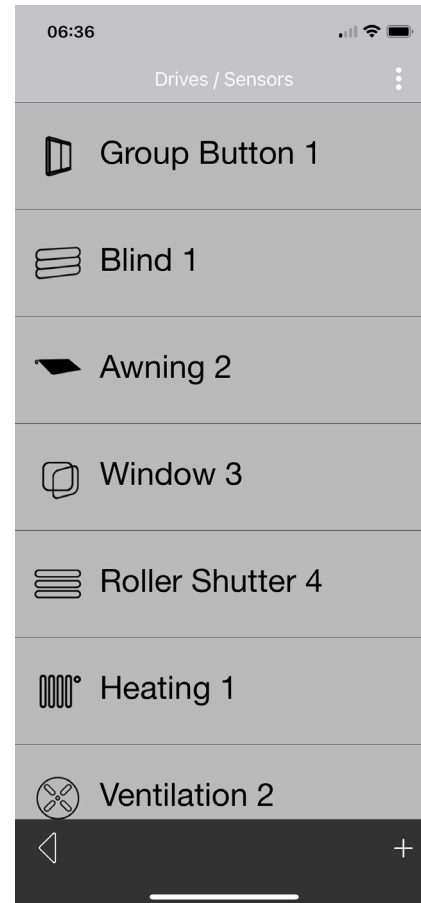 06:36
Drives / Sensors
Group Button 1
Blind 1
Awning 2
Window 3
Roller Shutter 4
Heating 1
Ventilation 2